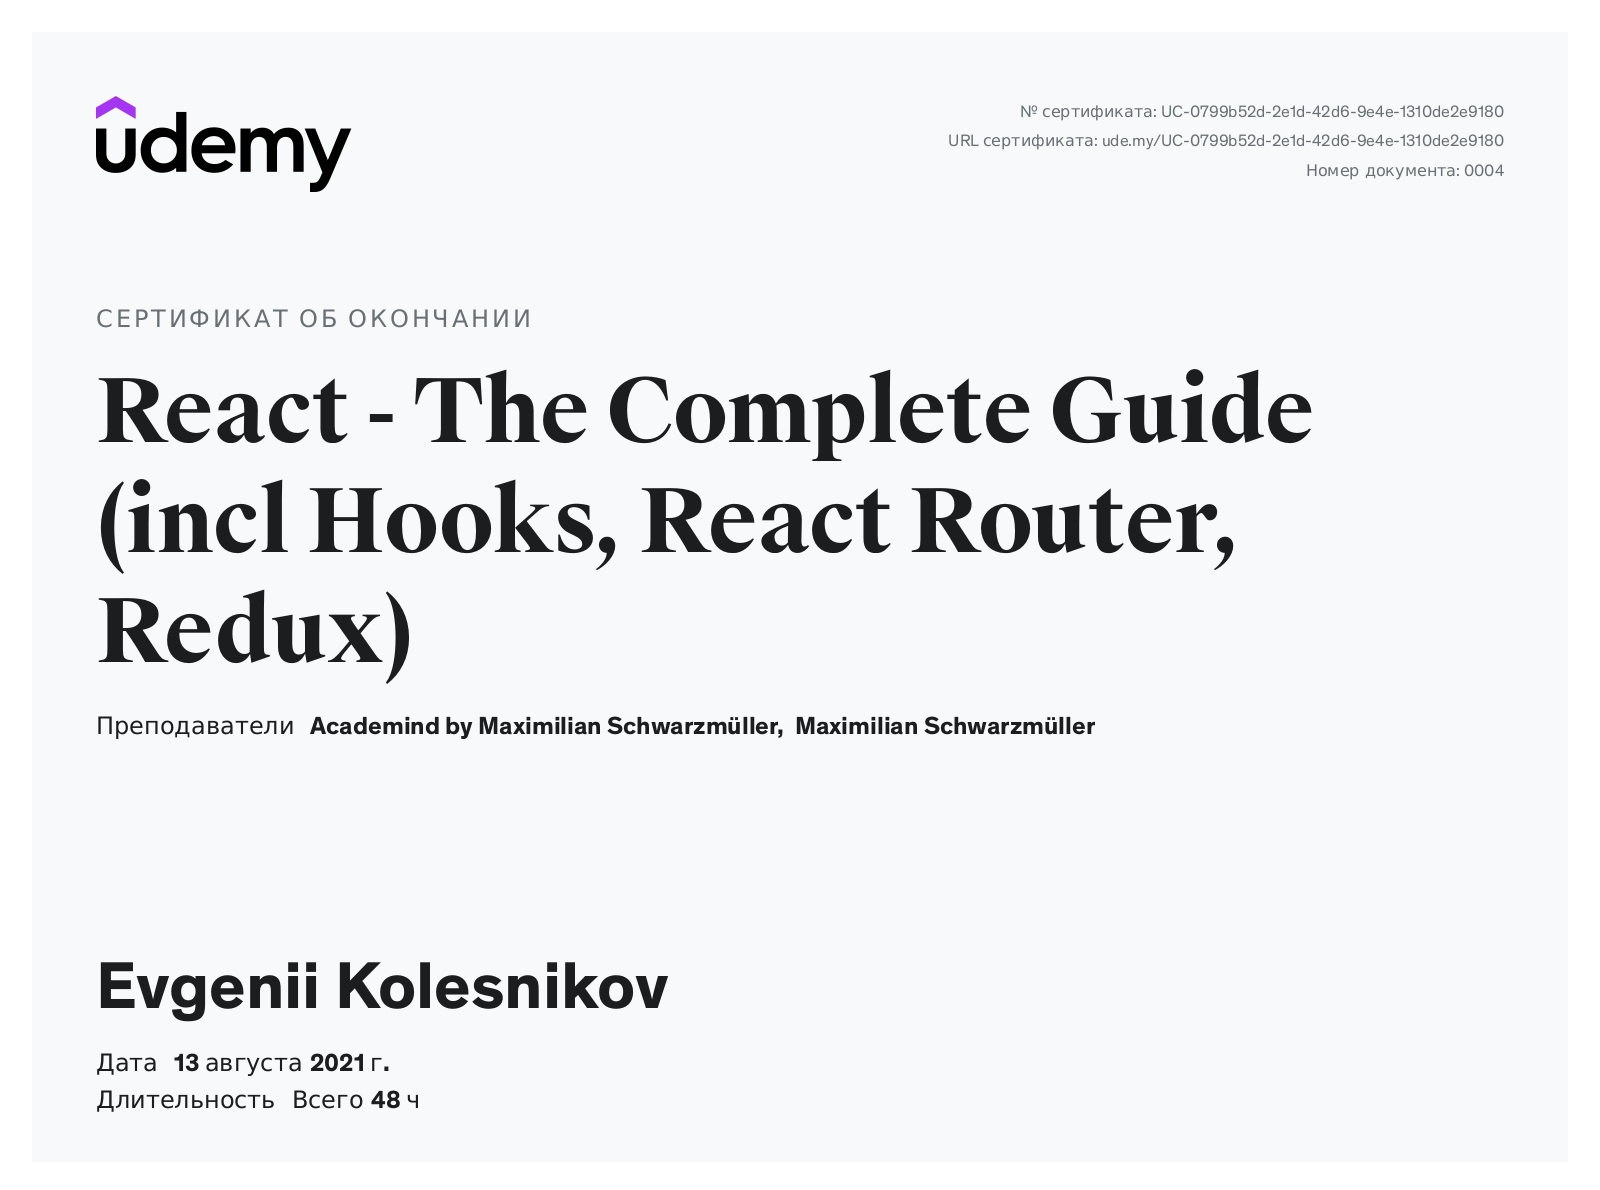 udemy
№ сертификата: UC-0799b52d-2e1d-42d6-9e4e-1310de2e9180
URL сертификата: ude.my/UC-0799b52d-2e1d-42d6-9e4e-1310de2e9180
Номер документа: 0004
СЕРТИФИКАТ ОБ ОКОНЧАНИИ
React - The Complete Guide
(incl Hooks, React Router,
Redux)
Преподаватели Academind by Maximilian Schwarzmüller, Maximilian Schwarzmüller
Evgenii Kolesnikov
Дата 13 августа 2021 г.
Длительность Всего 48 ч